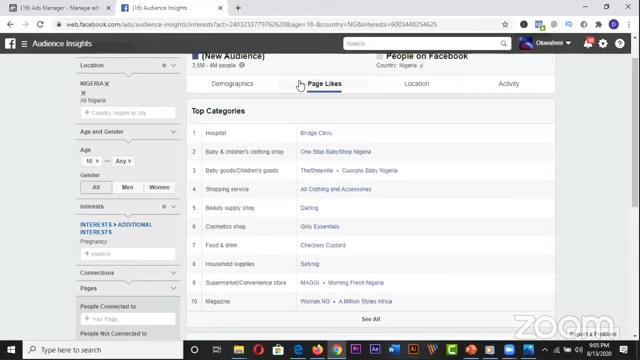 (16) Ads Manager - Manage ads
(16) Facebook
web.facebook.com/ads/audience-insights/interests?act=2403233779762620&age=18-&country=NG&interests=6003448254625
Audience Insights
Search
Oluwafemi
(New Audience)
3.5M - 4M people
People on Facebook
Country: Nigeria
Demographics
Page Likes
Location
Activity
Location
NIGERIA
All Nigeria
+ Country, region or city
Age and Gender
Age
18 — Any
Gender
All Men Women
Interests
INTERESTS > ADDITIONAL
INTERESTS
Pregnancy
+ Interest
Connections
Pages
People Connected to
+ Your Page
People Not Connected to
Top Categories
1 Hospital Bridge Clinic
2 Baby & children's clothing shop One Stop BabyShop Nigeria
3 Baby goods/Children's goods TheShopville • Cussons Baby Nigeria
4 Shopping service All Clothing and Accessories
5 Beauty supply shop Darling
6 Cosmetics shop Girly Essentials
7 Food & drink Checkers Custard
8 Household supplies Sofynig
9 Supermarket/Convenience store MAGGI • Morning Fresh Nigeria
10 Magazine Woman.NG • A Million Styles Africa
See All
Report a Problem
zoom
Type here to search
9:05 PM
8/13/2020